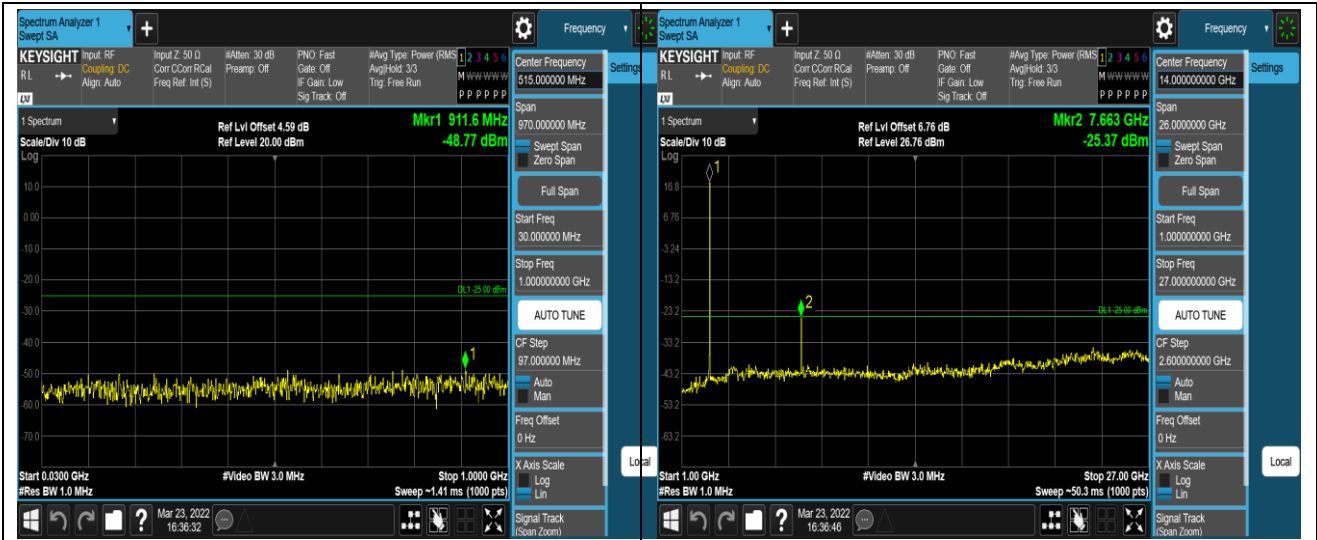 Spectrum Analyzer 1
Swept SA
Frequency
KEYSIGHT Input: RF Input Z: 50 Ω #Atten: 30 dB PNO: Fast #Avg Type: Power (RMS 1 2 3 4 5 6
RL Coupling: DC Corr CCorr RCal Preamp: Off Gate: Off Avg|Hold: 3/3 M W W W W W
Align: Auto Freq Ref: Int (S) IF Gain: Low Trig: Free Run
Sig Track: Off P P P P P P
LXI
1 Spectrum
Scale/Div 10 dB
Log
Ref Lvl Offset 4.59 dB
Ref Level 20.00 dBm
Mkr1 911.6 MHz
-48.77 dBm
10.0
0.00
-10.0
-20.0
DL1 -25.00 dBm
-30.0
-40.0
1
-50.0
-60.0
-70.0
Start 0.0300 GHz #Video BW 3.0 MHz Stop 1.0000 GHz
#Res BW 1.0 MHz Sweep ~1.41 ms (1000 pts)
Center Frequency
515.000000 MHz
Settings
Span
970.000000 MHz
Swept Span
Zero Span
Full Span
Start Freq
30.000000 MHz
Stop Freq
1.000000000 GHz
AUTO TUNE
CF Step
97.000000 MHz
Auto
Man
Freq Offset
0 Hz
X Axis Scale
Log
Lin
Local
Signal Track
(Span Zoom)
?
Mar 23, 2022
16:36:32
Spectrum Analyzer 1
Swept SA
Frequency
KEYSIGHT Input: RF Input Z: 50 Ω #Atten: 30 dB PNO: Fast #Avg Type: Power (RMS 1 2 3 4 5 6
RL Coupling: DC Corr CCorr RCal Preamp: Off Gate: Off Avg|Hold: 3/3 M W W W W W
Align: Auto Freq Ref: Int (S) IF Gain: Low Trig: Free Run
Sig Track: Off P P P P P P
LXI
1 Spectrum
Scale/Div 10 dB
Log
Ref Lvl Offset 6.76 dB
Ref Level 26.76 dBm
Mkr2 7.663 GHz
-25.37 dBm
1
16.8
6.76
-3.24
-13.2
2
-23.2
DL1 -25.00 dBm
-33.2
-43.2
-53.2
-63.2
Start 1.00 GHz #Video BW 3.0 MHz Stop 27.00 GHz
#Res BW 1.0 MHz Sweep ~50.3 ms (1000 pts)
Center Frequency
14.000000000 GHz
Settings
Span
26.0000000 GHz
Swept Span
Zero Span
Full Span
Start Freq
1.000000000 GHz
Stop Freq
27.000000000 GHz
AUTO TUNE
CF Step
2.600000000 GHz
Auto
Man
Freq Offset
0 Hz
X Axis Scale
Log
Lin
Local
Signal Track
(Span Zoom)
?
Mar 23, 2022
16:36:46